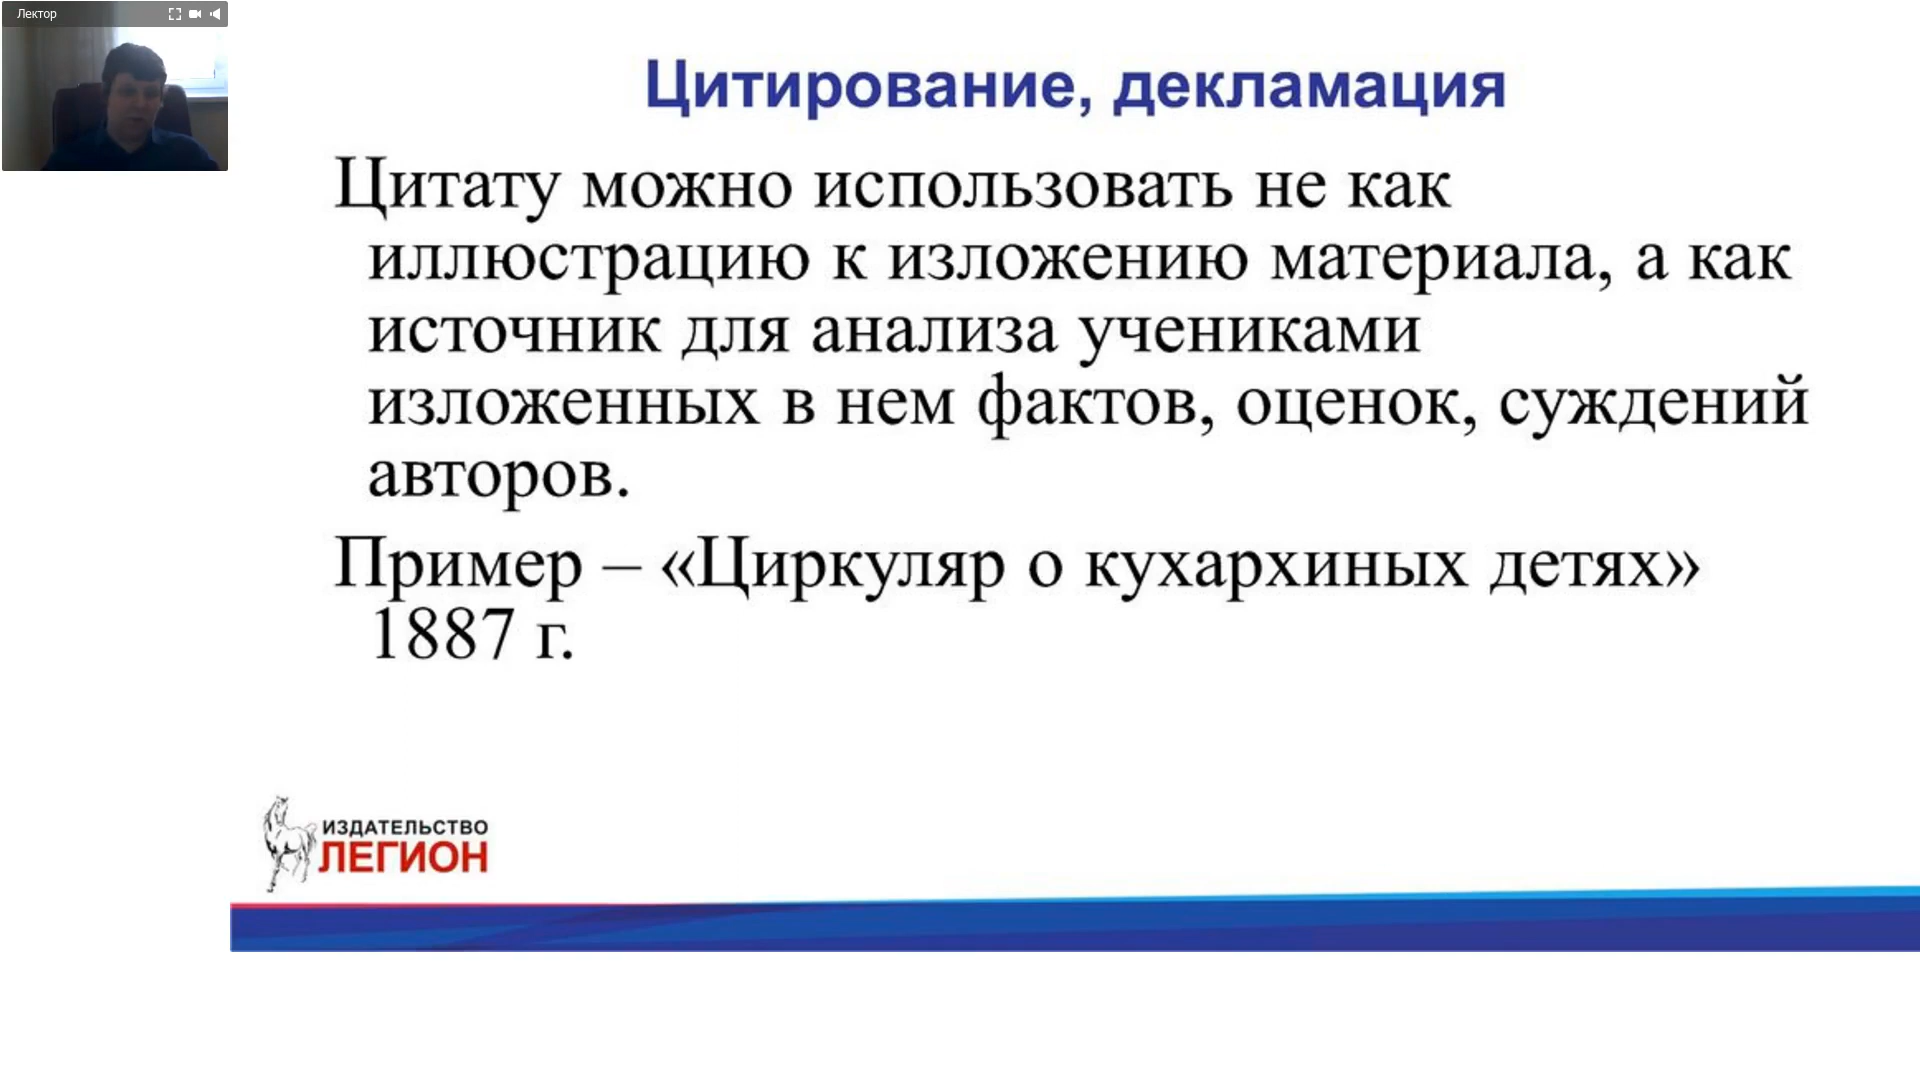 Лектор
Цитирование, декламация
Цитату можно использовать не как
иллюстрацию к изложению материала, а как
источник для анализа учениками
изложенных в нем фактов, оценок, суждений
авторов.
Пример – «Циркуляр о кухархиных детях»
1887 г.
ИЗДАТЕЛЬСТВО
ЛЕГИОН